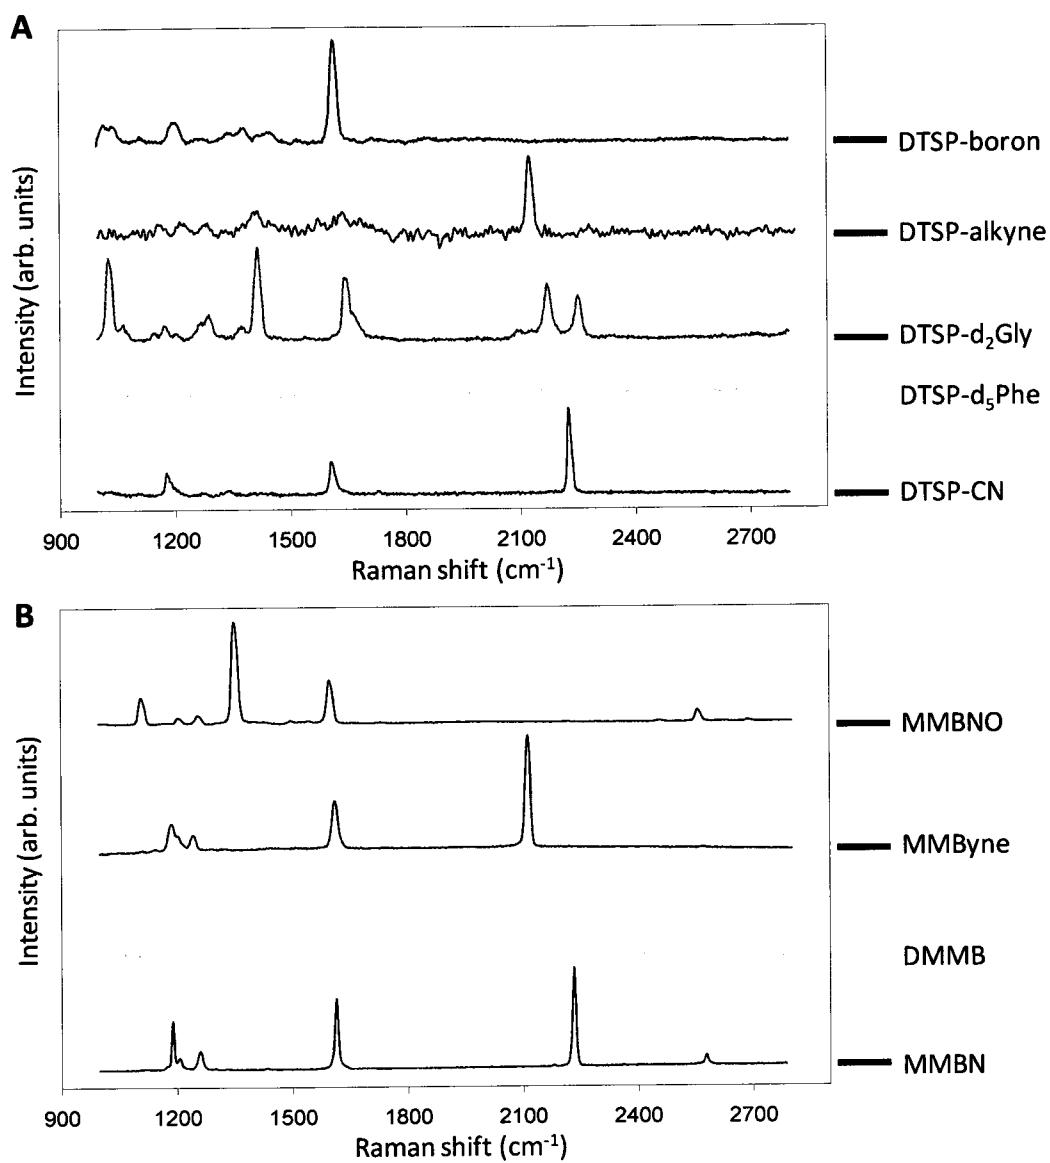 A
Intensity (arb. units)
DTSP-boron
DTSP-alkyne
DTSP-d₂Gly
DTSP-d₅Phe
DTSP-CN
900 1200 1500 1800 2100 2400 2700
Raman shift (cm⁻¹)
B
Intensity (arb. units)
MMBNO
MMByne
DMMB
MMBN
900 1200 1500 1800 2100 2400 2700
Raman shift (cm⁻¹)